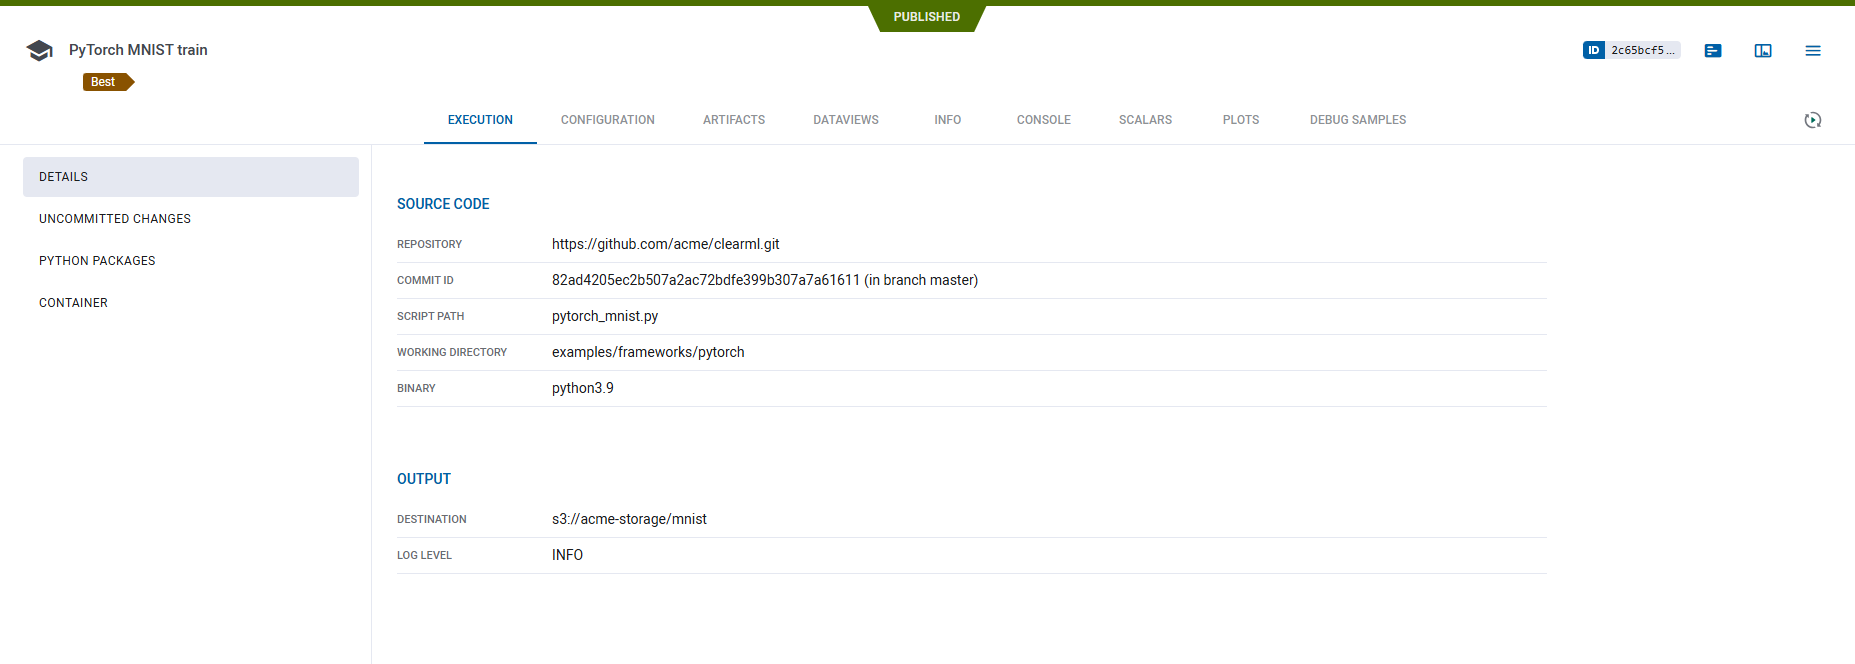 PUBLISHED
PyTorch MNIST train
ID 2c65bcf5...
Best
EXECUTION CONFIGURATION ARTIFACTS DATAVIEWS INFO CONSOLE SCALARS PLOTS DEBUG SAMPLES
DETAILS
UNCOMMITTED CHANGES
PYTHON PACKAGES
CONTAINER
SOURCE CODE
REPOSITORY https://github.com/acme/clearml.git
COMMIT ID 82ad4205ec2b507a2ac72bdfe399b307a7a61611 (in branch master)
SCRIPT PATH pytorch_mnist.py
WORKING DIRECTORY examples/frameworks/pytorch
BINARY python3.9
OUTPUT
DESTINATION s3://acme-storage/mnist
LOG LEVEL INFO